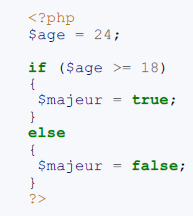 <?php
$age = 24;

if ($age >= 18)
{
 $majeur = true;
}
else
{
 $majeur = false;
}
?>